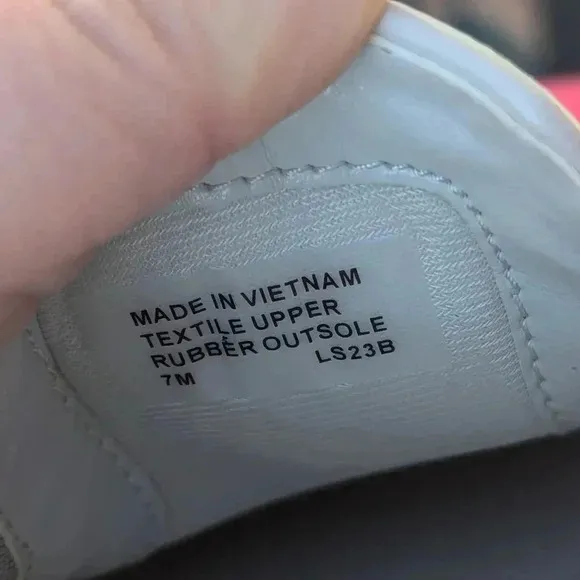 MADE IN VIETNAM
TEXTILE UPPER
RUBBER OUTSOLE
7M LS23B